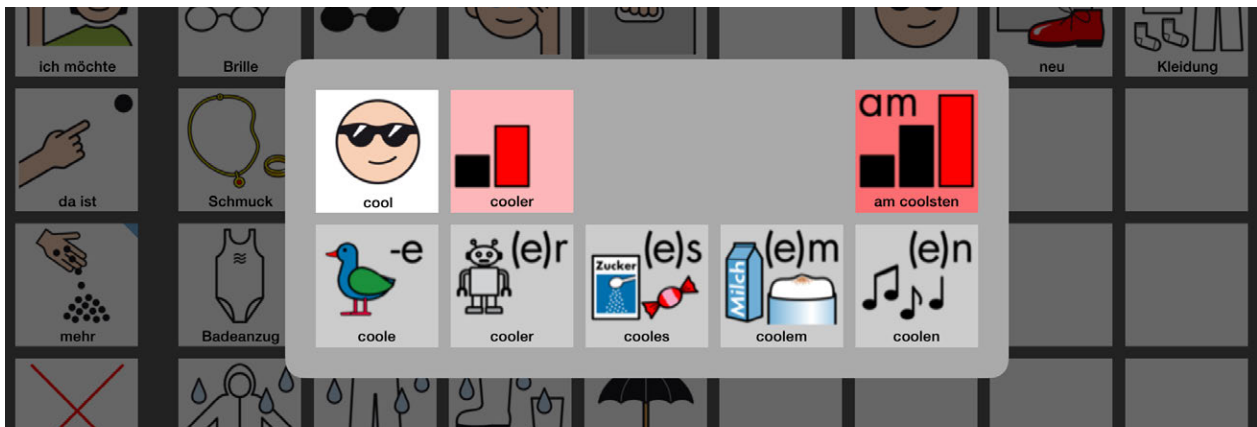 ich möchte
Brille
neu
Kleidung
da ist
Schmuck
mehr
Badeanzug
cool
cooler
am
am coolsten
-e
coole
(e)r
cooler
Zucker
(e)s
cooles
Milch
(e)m
coolem
(e)n
coolen